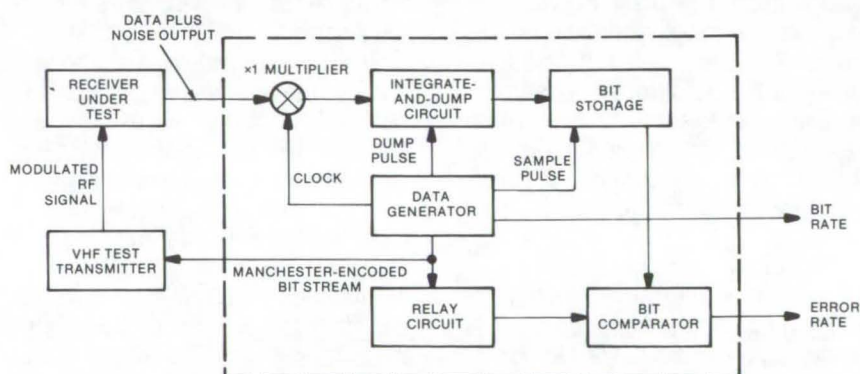 DATA PLUS
NOISE OUTPUT
×1 MULTIPLIER
RECEIVER
UNDER
TEST
INTEGRATE-
AND-DUMP
CIRCUIT
BIT
STORAGE
MODULATED
RF
SIGNAL
CLOCK
DUMP
PULSE
SAMPLE
PULSE
DATA
GENERATOR
BIT
RATE
VHF TEST
TRANSMITTER
MANCHESTER-ENCODED
BIT STREAM
RELAY
CIRCUIT
BIT
COMPARATOR
ERROR
RATE